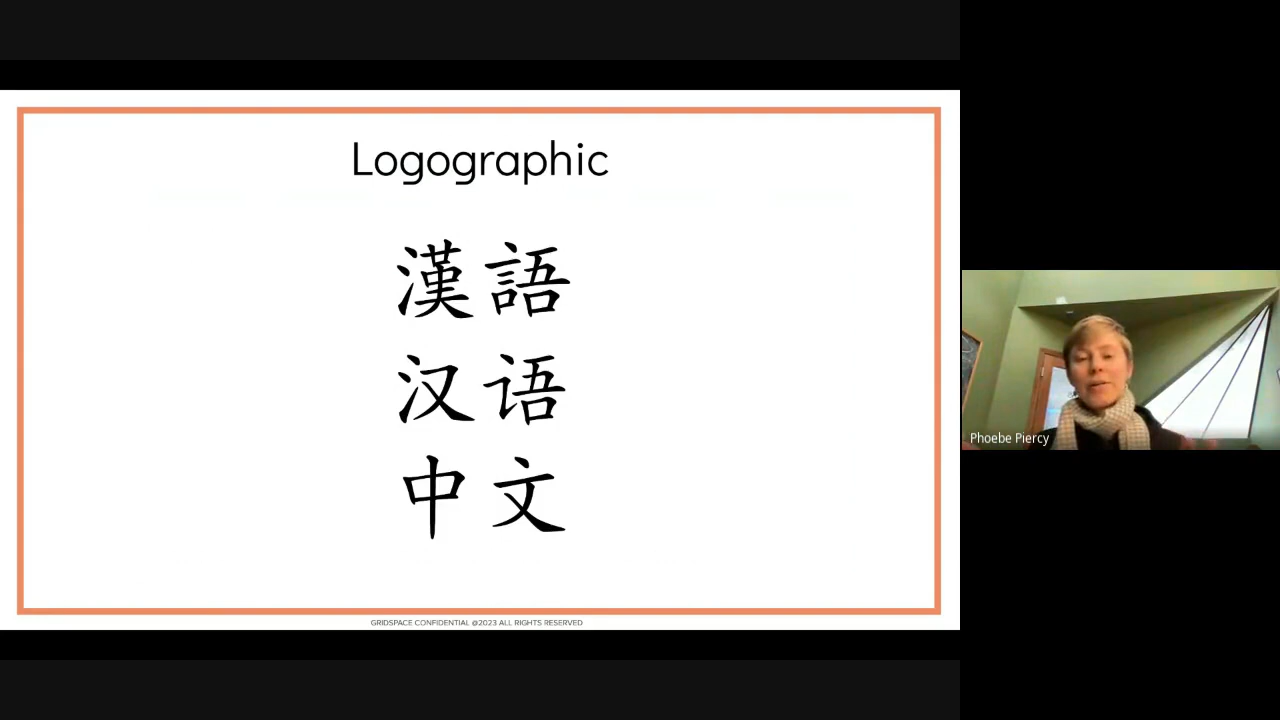 Logographic
漢語
汉语
中文
GRIDSPACE CONFIDENTIAL @2023 ALL RIGHTS RESERVED
Phoebe Piercy